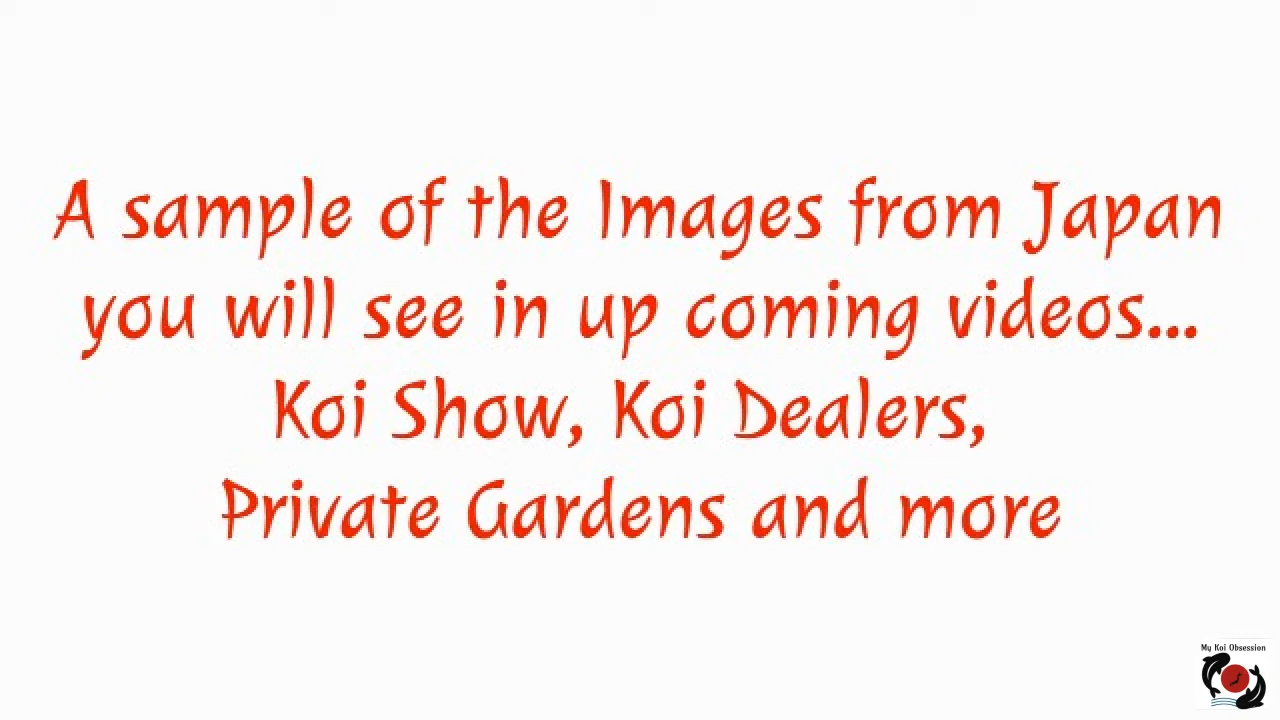 A sample of the Images from Japan
you will see in up coming videos...
Koi Show, Koi Dealers,
Private Gardens and more
My Koi Obsession